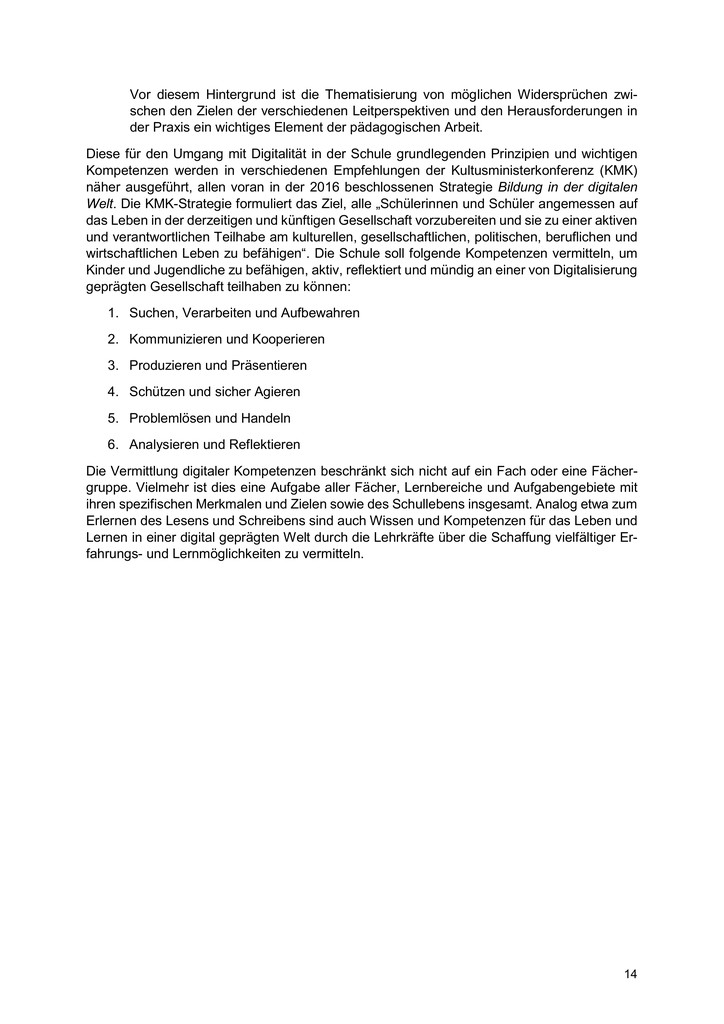 Vor diesem Hintergrund ist die Thematisierung von möglichen Widersprüchen zwi-
schen den Zielen der verschiedenen Leitperspektiven und den Herausforderungen in
der Praxis ein wichtiges Element der pädagogischen Arbeit.
Diese für den Umgang mit Digitalität in der Schule grundlegenden Prinzipien und wichtigen
Kompetenzen werden in verschiedenen Empfehlungen der Kultusministerkonferenz (KMK)
näher ausgeführt, allen voran in der 2016 beschlossenen Strategie Bildung in der digitalen
Welt. Die KMK-Strategie formuliert das Ziel, alle „Schülerinnen und Schüler angemessen auf
das Leben in der derzeitigen und künftigen Gesellschaft vorzubereiten und sie zu einer aktiven
und verantwortlichen Teilhabe am kulturellen, gesellschaftlichen, politischen, beruflichen und
wirtschaftlichen Leben zu befähigen“. Die Schule soll folgende Kompetenzen vermitteln, um
Kinder und Jugendliche zu befähigen, aktiv, reflektiert und mündig an einer von Digitalisierung
geprägten Gesellschaft teilhaben zu können:
1. Suchen, Verarbeiten und Aufbewahren
2. Kommunizieren und Kooperieren
3. Produzieren und Präsentieren
4. Schützen und sicher Agieren
5. Problemlösen und Handeln
6. Analysieren und Reflektieren
Die Vermittlung digitaler Kompetenzen beschränkt sich nicht auf ein Fach oder eine Fächer-
gruppe. Vielmehr ist dies eine Aufgabe aller Fächer, Lernbereiche und Aufgabengebiete mit
ihren spezifischen Merkmalen und Zielen sowie des Schullebens insgesamt. Analog etwa zum
Erlernen des Lesens und Schreibens sind auch Wissen und Kompetenzen für das Leben und
Lernen in einer digital geprägten Welt durch die Lehrkräfte über die Schaffung vielfältiger Er-
fahrungs- und Lernmöglichkeiten zu vermitteln.
14